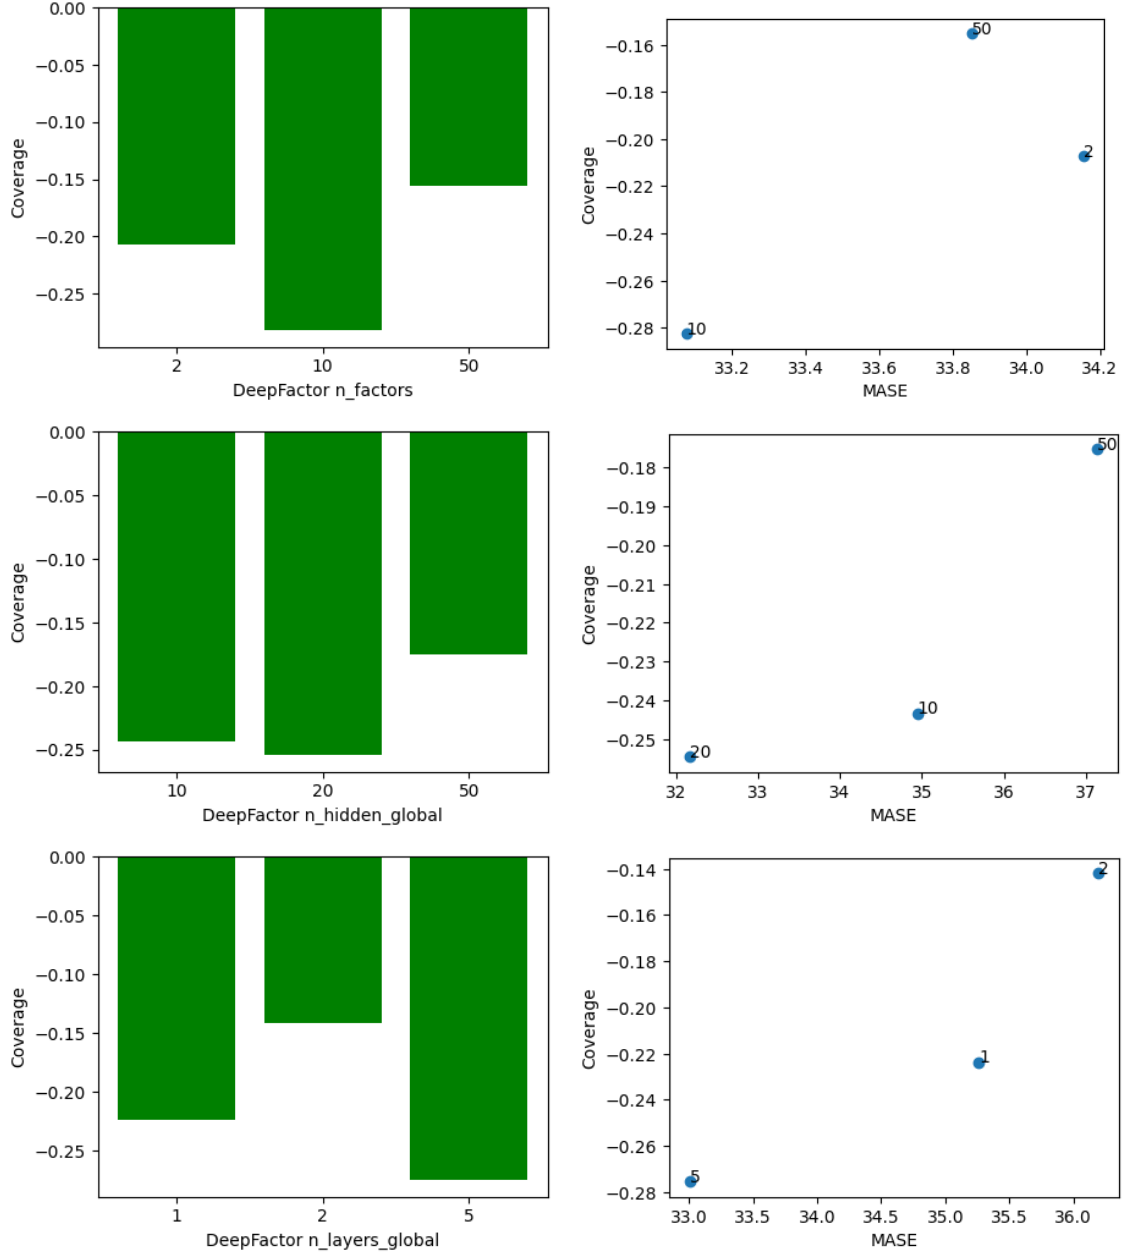 0.00
−0.05
−0.10
−0.15
−0.20
−0.25
Coverage
2 10 50
DeepFactor n_factors
−0.16
−0.18
−0.20
−0.22
−0.24
−0.26
−0.28
Coverage
50
2
10
33.2 33.4 33.6 33.8 34.0 34.2
MASE
0.00
−0.05
−0.10
−0.15
−0.20
−0.25
Coverage
10 20 50
DeepFactor n_hidden_global
−0.18
−0.19
−0.20
−0.21
−0.22
−0.23
−0.24
−0.25
Coverage
50
10
20
32 33 34 35 36 37
MASE
0.00
−0.05
−0.10
−0.15
−0.20
−0.25
Coverage
1 2 5
DeepFactor n_layers_global
−0.14
−0.16
−0.18
−0.20
−0.22
−0.24
−0.26
−0.28
Coverage
2
1
5
33.0 33.5 34.0 34.5 35.0 35.5 36.0
MASE